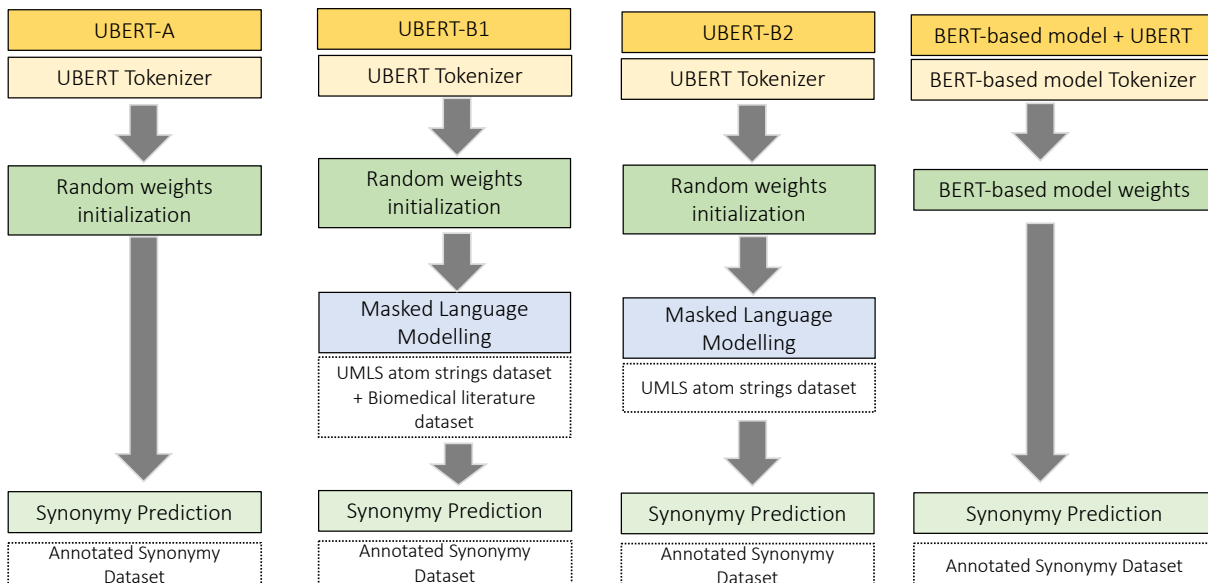 UBERT-A
UBERT Tokenizer
Random weights
initialization
Synonymy Prediction
Annotated Synonymy
Dataset
UBERT-B1
UBERT Tokenizer
Random weights
initialization
Masked Language
Modelling
UMLS atom strings dataset
+ Biomedical literature
dataset
Synonymy Prediction
Annotated Synonymy
Dataset
UBERT-B2
UBERT Tokenizer
Random weights
initialization
Masked Language
Modelling
UMLS atom strings dataset
Synonymy Prediction
Annotated Synonymy
Dataset
BERT-based model + UBERT
BERT-based model Tokenizer
BERT-based model weights
Synonymy Prediction
Annotated Synonymy Dataset